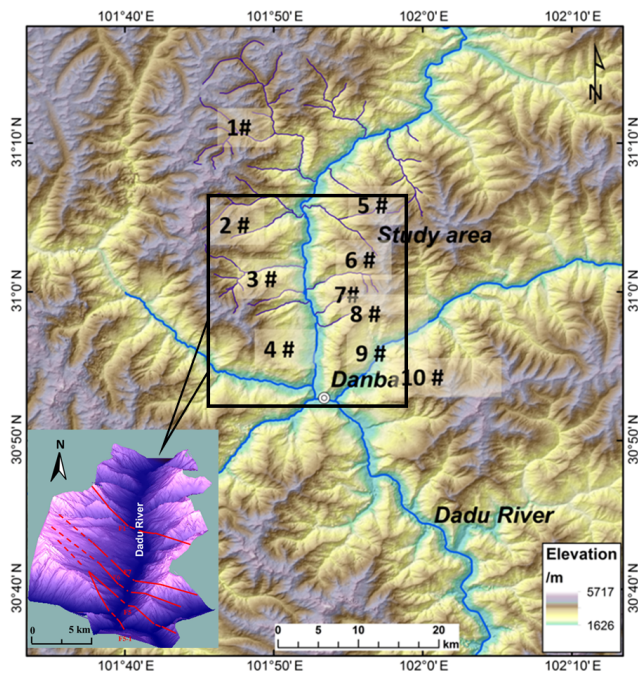 101°40'E 101°50'E 102°0'E 102°10'E
N
31°10'N 31°10'N
1#
5 #
2 #
Study area
6 #
3 #
31°0'N 31°0'N
7#
8 #
4 #
9 #
10 #
Danba
30°50'N 30°50'N
N
Dadu River
Dadu River
Elevation
/m
5717
1626
30°40'N 30°40'N
0 5 km
0 5 10 20
km
101°40'E 101°50'E 102°0'E 102°10'E